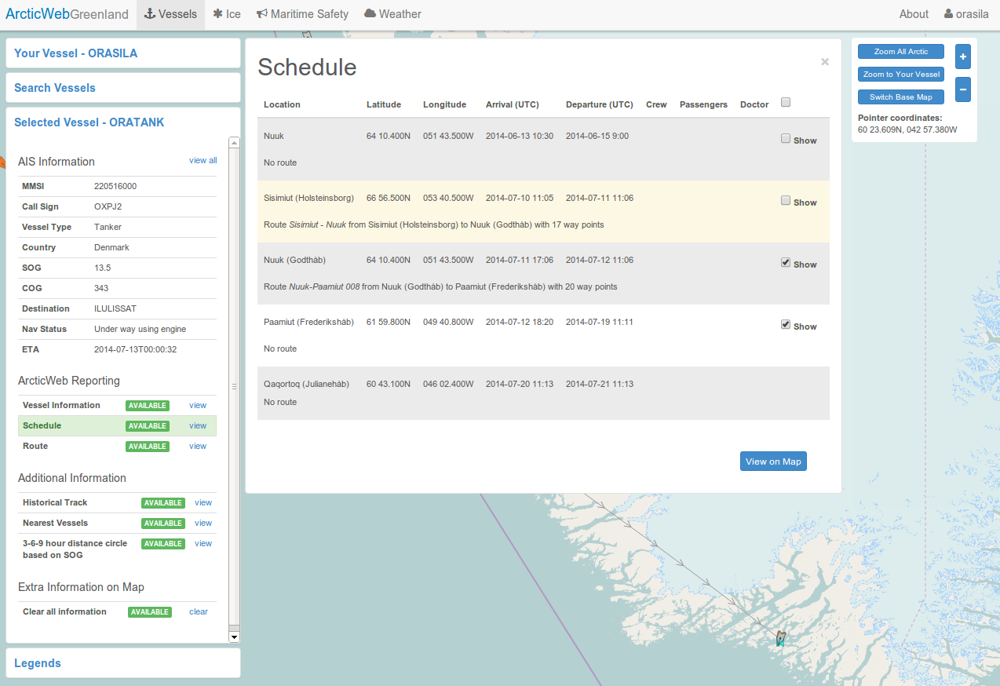 ArcticWebGreenland Vessels Ice Maritime Safety Weather About orasila
Your Vessel - ORASILA
Search Vessels
Selected Vessel - ORATANK
AIS Information view all
MMSI 220516000
Call Sign OXPJ2
Vessel Type Tanker
Country Denmark
SOG 13.5
COG 343
Destination ILULISSAT
Nav Status Under way using engine
ETA 2014-07-13T00:00:32
ArcticWeb Reporting
Vessel Information AVAILABLE view
Schedule AVAILABLE view
Route AVAILABLE view
Additional Information
Historical Track AVAILABLE view
Nearest Vessels AVAILABLE view
3-6-9 hour distance circle AVAILABLE view
based on SOG
Extra Information on Map
Clear all information AVAILABLE clear
Legends
Schedule ×
Location Latitude Longitude Arrival (UTC) Departure (UTC) Crew Passengers Doctor
Nuuk 64 10.400N 051 43.500W 2014-06-13 10:30 2014-06-15 9:00 Show
No route
Sisimiut (Holsteinsborg) 66 56.500N 053 40.500W 2014-07-10 11:05 2014-07-11 11:06 Show
Route Sisimiut - Nuuk from Sisimiut (Holsteinsborg) to Nuuk (Godthåb) with 17 way points
Nuuk (Godthåb) 64 10.400N 051 43.500W 2014-07-11 17:06 2014-07-12 11:06 Show
Route Nuuk-Paamiut 008 from Nuuk (Godthåb) to Paamiut (Frederikshåb) with 20 way points
Paamiut (Frederikshåb) 61 59.800N 049 40.800W 2014-07-12 18:20 2014-07-19 11:11 Show
No route
Qaqortoq (Julianehåb) 60 43.100N 046 02.400W 2014-07-20 11:13 2014-07-21 11:13
No route
View on Map
Zoom All Arctic +
Zoom to Your Vessel
Switch Base Map −
Pointer coordinates:
60 23.609N, 042 57.380W